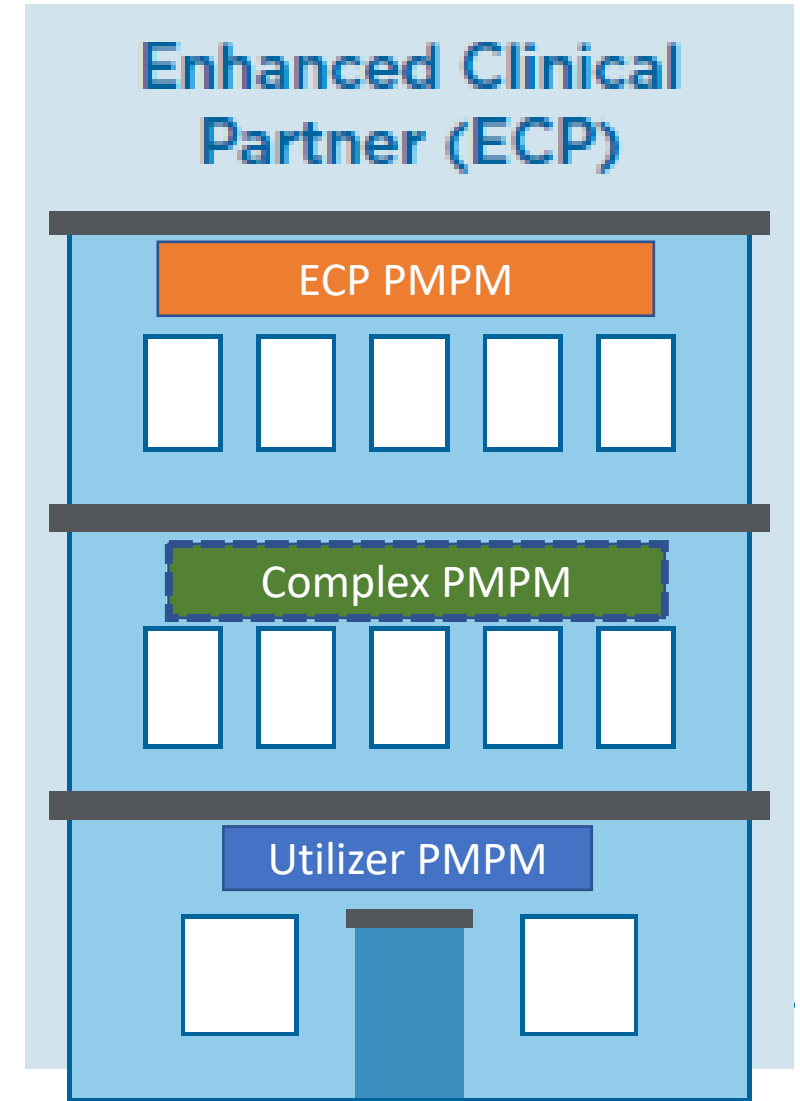 Enhanced Clinical
Partner (ECP)
ECP PMPM
Complex PMPM
Utilizer PMPM